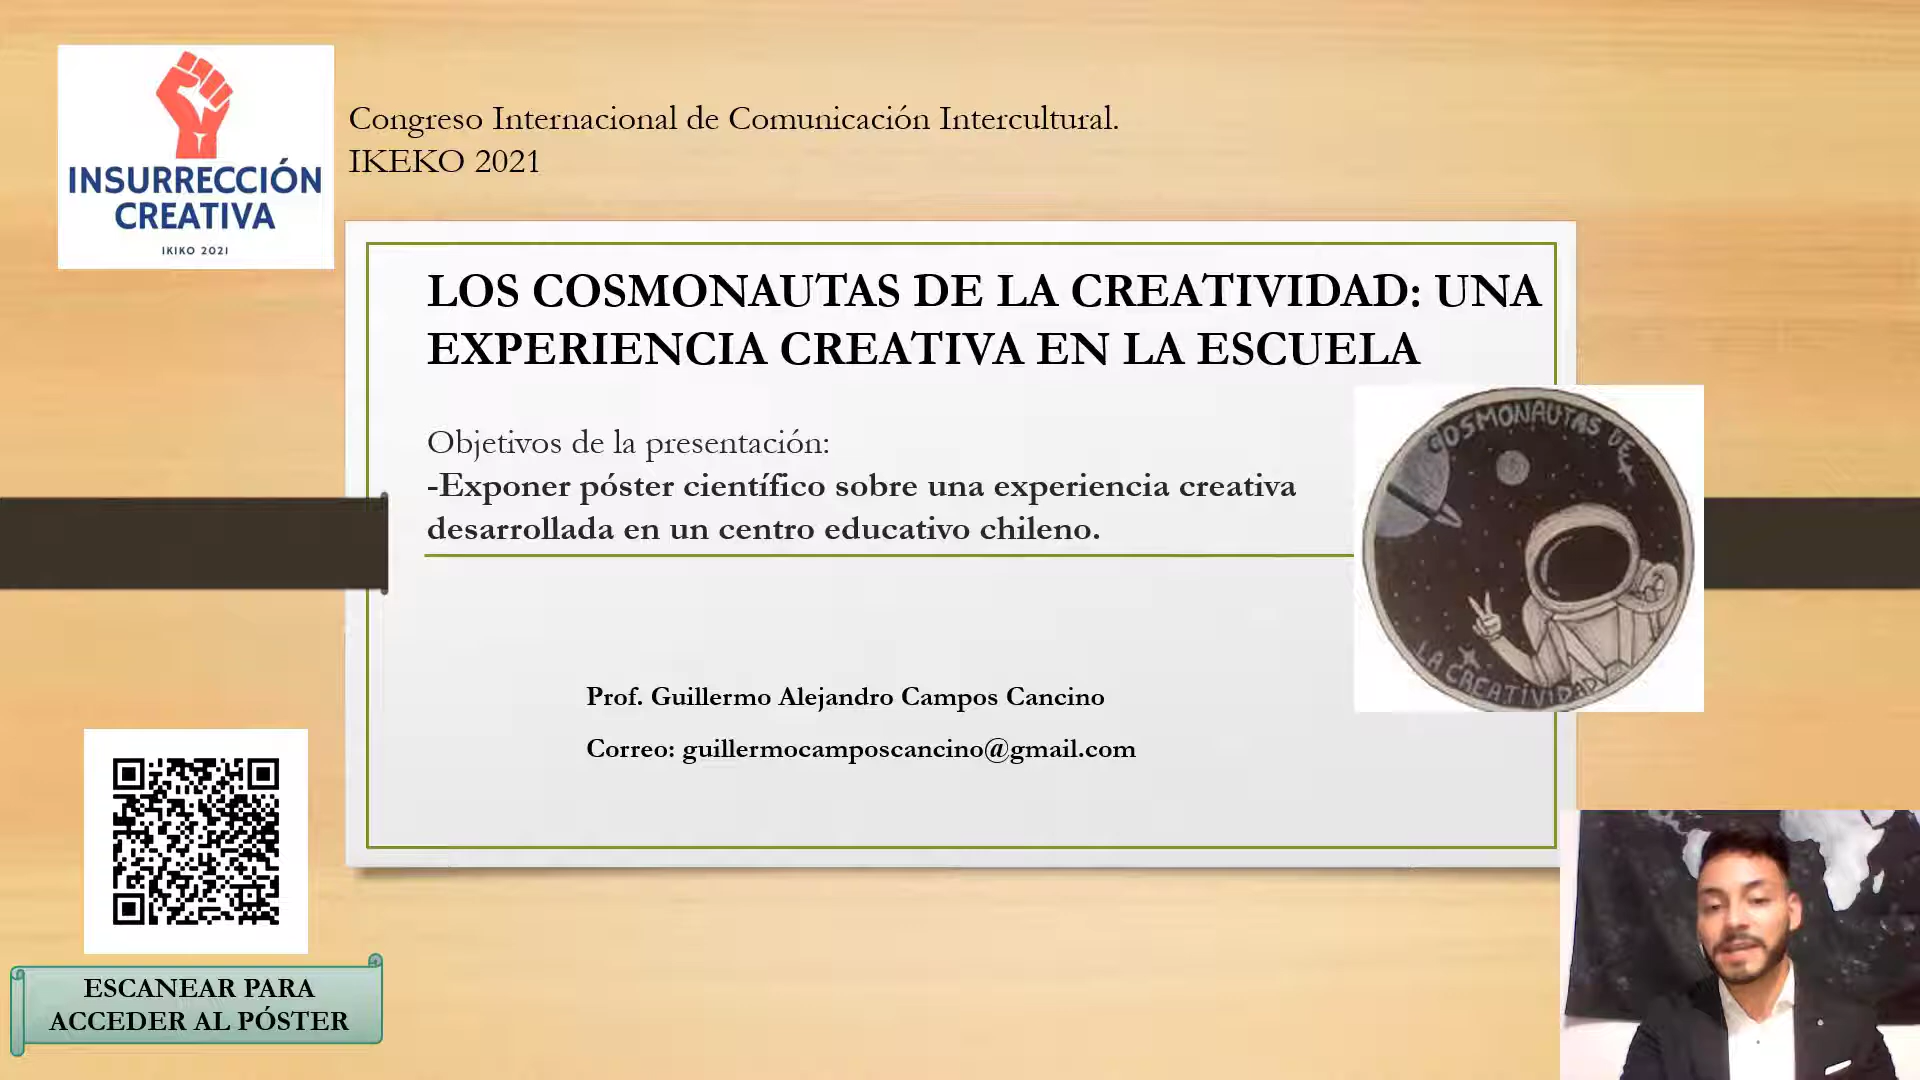 INSURRECCIÓN
CREATIVA
IKIKO 2021
Congreso Internacional de Comunicación Intercultural.
IKEKO 2021
LOS COSMONAUTAS DE LA CREATIVIDAD: UNA
EXPERIENCIA CREATIVA EN LA ESCUELA
Objetivos de la presentación:
-Exponer póster científico sobre una experiencia creativa
desarrollada en un centro educativo chileno.
COSMONAUTAS DE
LA CREATIVIDAD
Prof. Guillermo Alejandro Campos Cancino
Correo: guillermocamposcancino@gmail.com
ESCANEAR PARA
ACCEDER AL PÓSTER